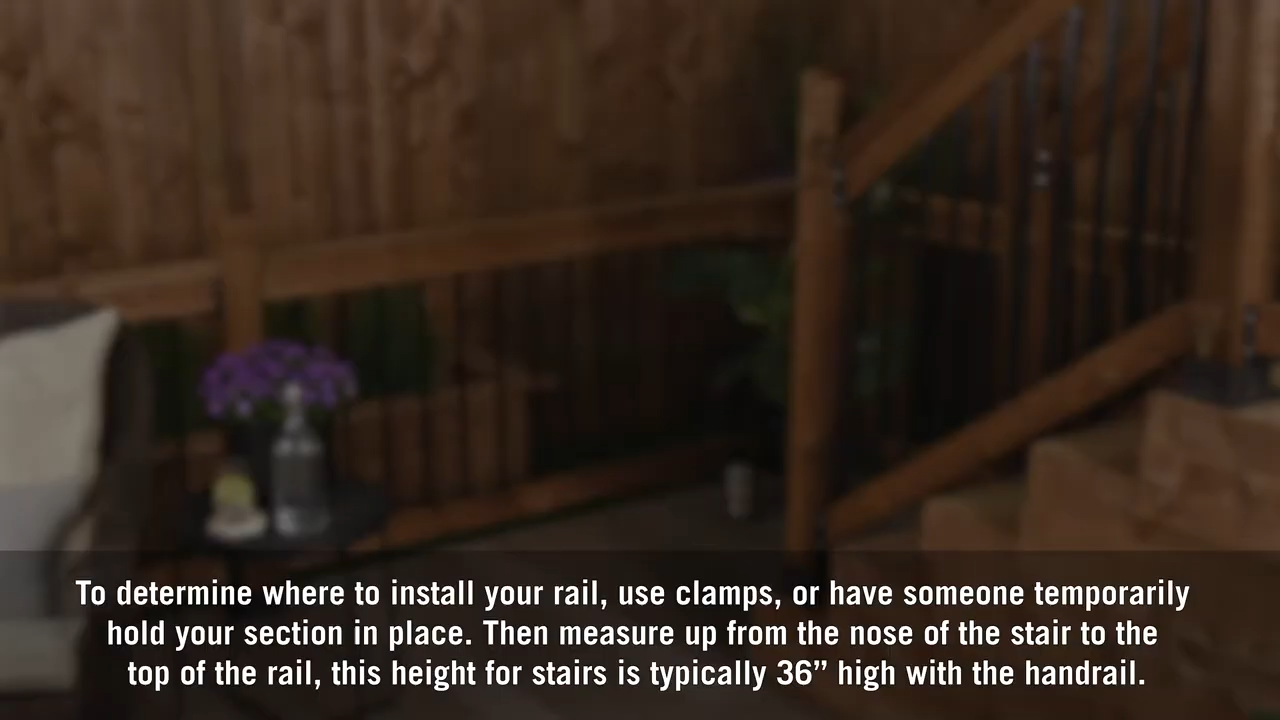 To determine where to install your rail, use clamps, or have someone temporarily
hold your section in place. Then measure up from the nose of the stair to the
top of the rail, this height for stairs is typically 36” high with the handrail.